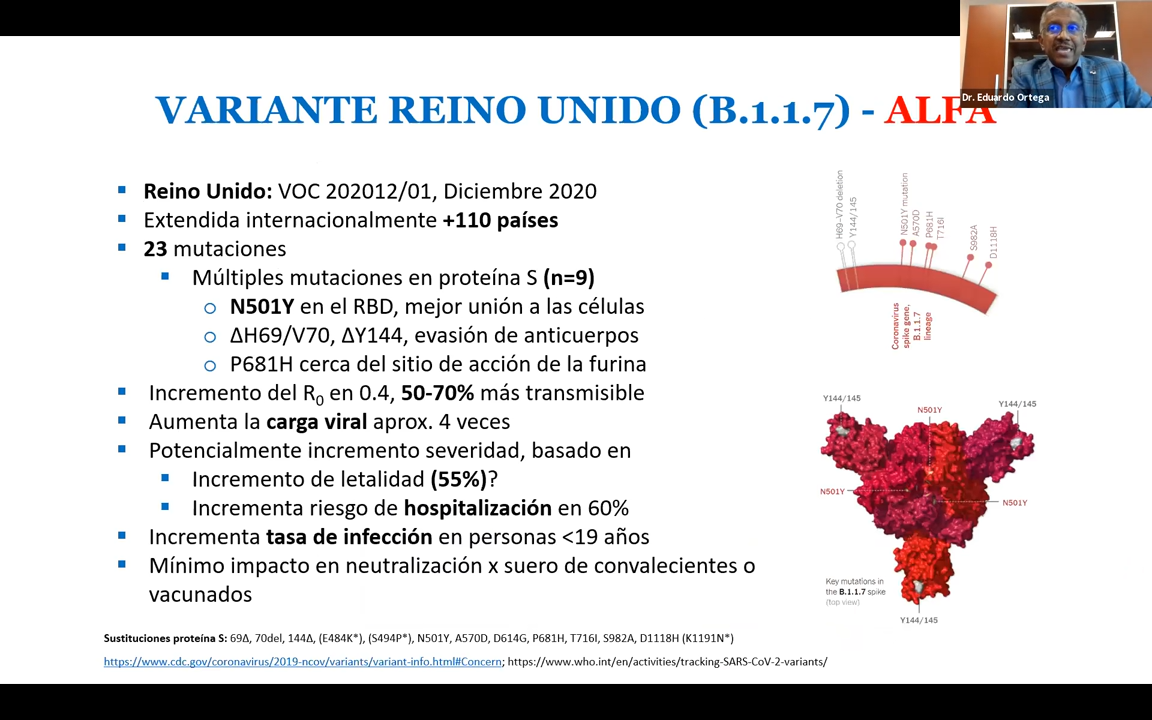 Dr. Eduardo Ortega
VARIANTE REINO UNIDO (B.1.1.7) - ALFA
▪ Reino Unido: VOC 202012/01, Diciembre 2020
▪ Extendida internacionalmente +110 países
▪ 23 mutaciones
▪ Múltiples mutaciones en proteína S (n=9)
o N501Y en el RBD, mejor unión a las células
o ΔH69/V70, ΔY144, evasión de anticuerpos
o P681H cerca del sitio de acción de la furina
▪ Incremento del R0 en 0.4, 50-70% más transmisible
▪ Aumenta la carga viral aprox. 4 veces
▪ Potencialmente incremento severidad, basado en
▪ Incremento de letalidad (55%)?
▪ Incrementa riesgo de hospitalización en 60%
▪ Incrementa tasa de infección en personas <19 años
▪ Mínimo impacto en neutralización x suero de convalecientes o
vacunados
H69-V70 deletion
Y144/145
N501Y mutation
A570D
P681H
T716I
S982A
D1118H
Coronavirus
spike gene,
B.1.1.7
lineage
Y144/145
N501Y
Y144/145
N501Y
N501Y
Key mutations in
the B.1.1.7 spike
(top view)
Y144/145
Sustituciones proteína S: 69Δ, 70del, 144Δ, (E484K*), (S494P*), N501Y, A570D, D614G, P681H, T716I, S982A, D1118H (K1191N*)
https://www.cdc.gov/coronavirus/2019-ncov/variants/variant-info.html#Concern; https://www.who.int/en/activities/tracking-SARS-CoV-2-variants/